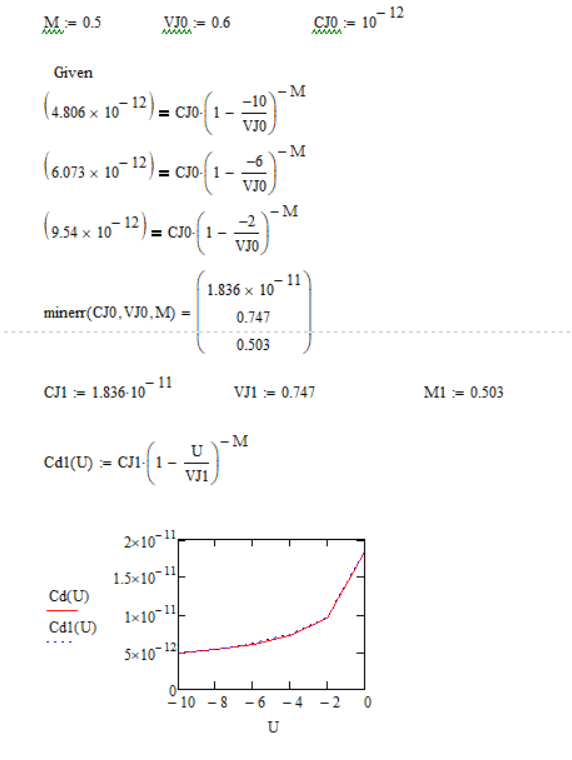 M := 0.5 VJ0 := 0.6 CJ0 := 10^-12
Given
(4.806 × 10^-12) = CJ0·(1 - -10/VJ0)^-M
(6.073 × 10^-12) = CJ0·(1 - -6/VJ0)^-M
(9.54 × 10^-12) = CJ0·(1 - -2/VJ0)^-M
1.836 × 10^-11
minerr(CJ0,VJ0,M) = 0.747
0.503
CJ1 := 1.836·10^-11 VJ1 := 0.747 M1 := 0.503
Cd1(U) := CJ1·(1 - U/VJ1)^-M
2×10^-11
1.5×10^-11
Cd(U)
1×10^-11
Cd1(U)
5×10^-12
0
-10 -8 -6 -4 -2 0
U